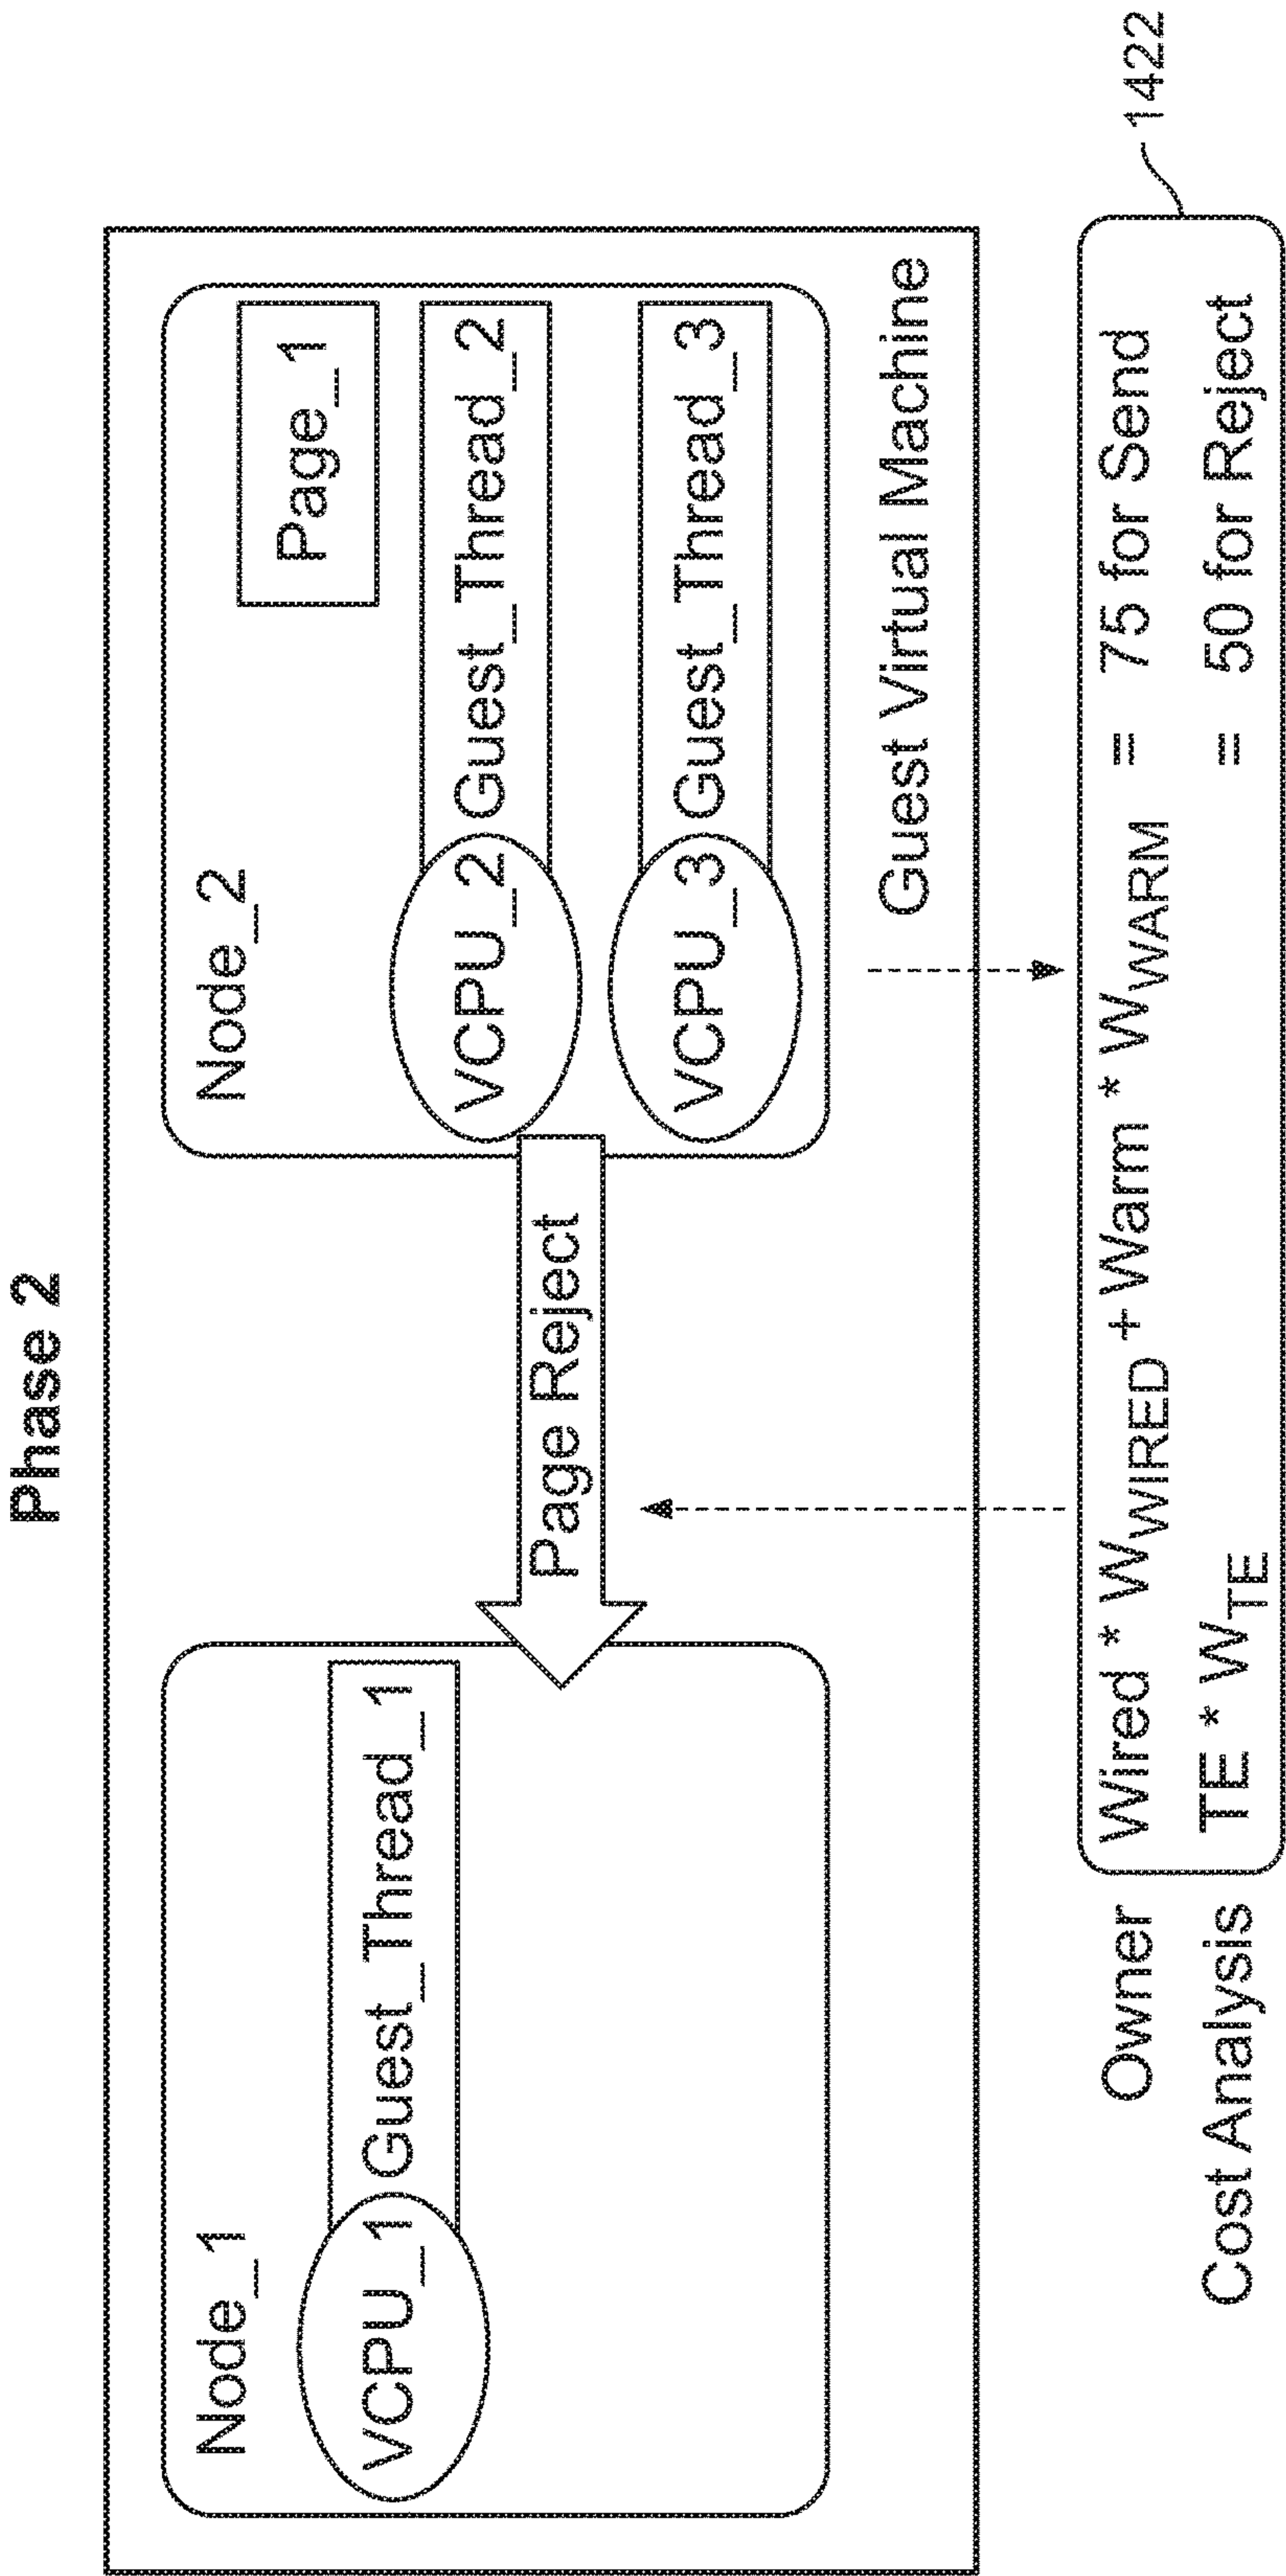 Phase 2
Node_1
VCPU_1 Guest_Thread_1
Page Reject
Node_2
Page_1
VCPU_2 Guest_Thread_2
VCPU_3 Guest_Thread_3
Guest Virtual Machine
Owner
Cost Analysis
Wired * WWIRED + Warm * WWARM = 75 for Send
TE * WTE = 50 for Reject
1422